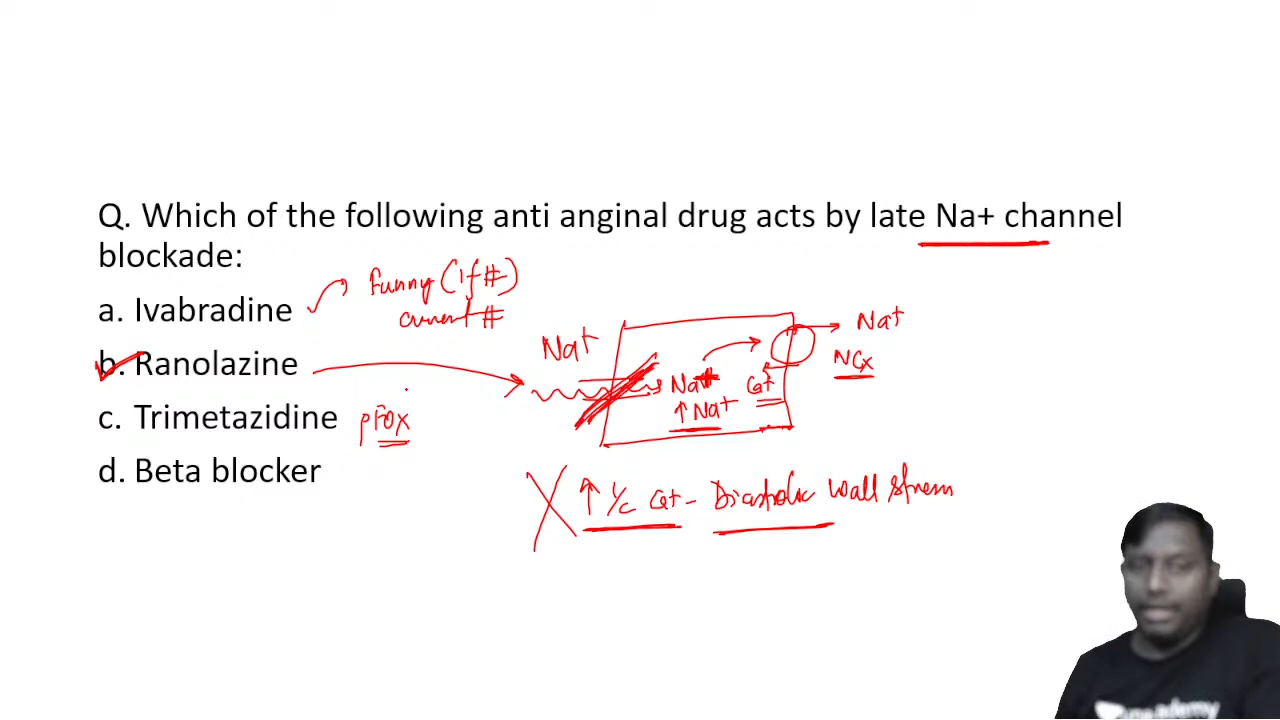 Q. Which of the following anti anginal drug acts by late Na+ channel
blockade:
Funny (If #)
current #
a. Ivabradine
Na+
Na+
b. Ranolazine
NCX
Na+
Ca+
↑ Na+
c. Trimetazidine
pFOX
d. Beta blocker
↑ I/c Ca+ - Diastolic wall stress